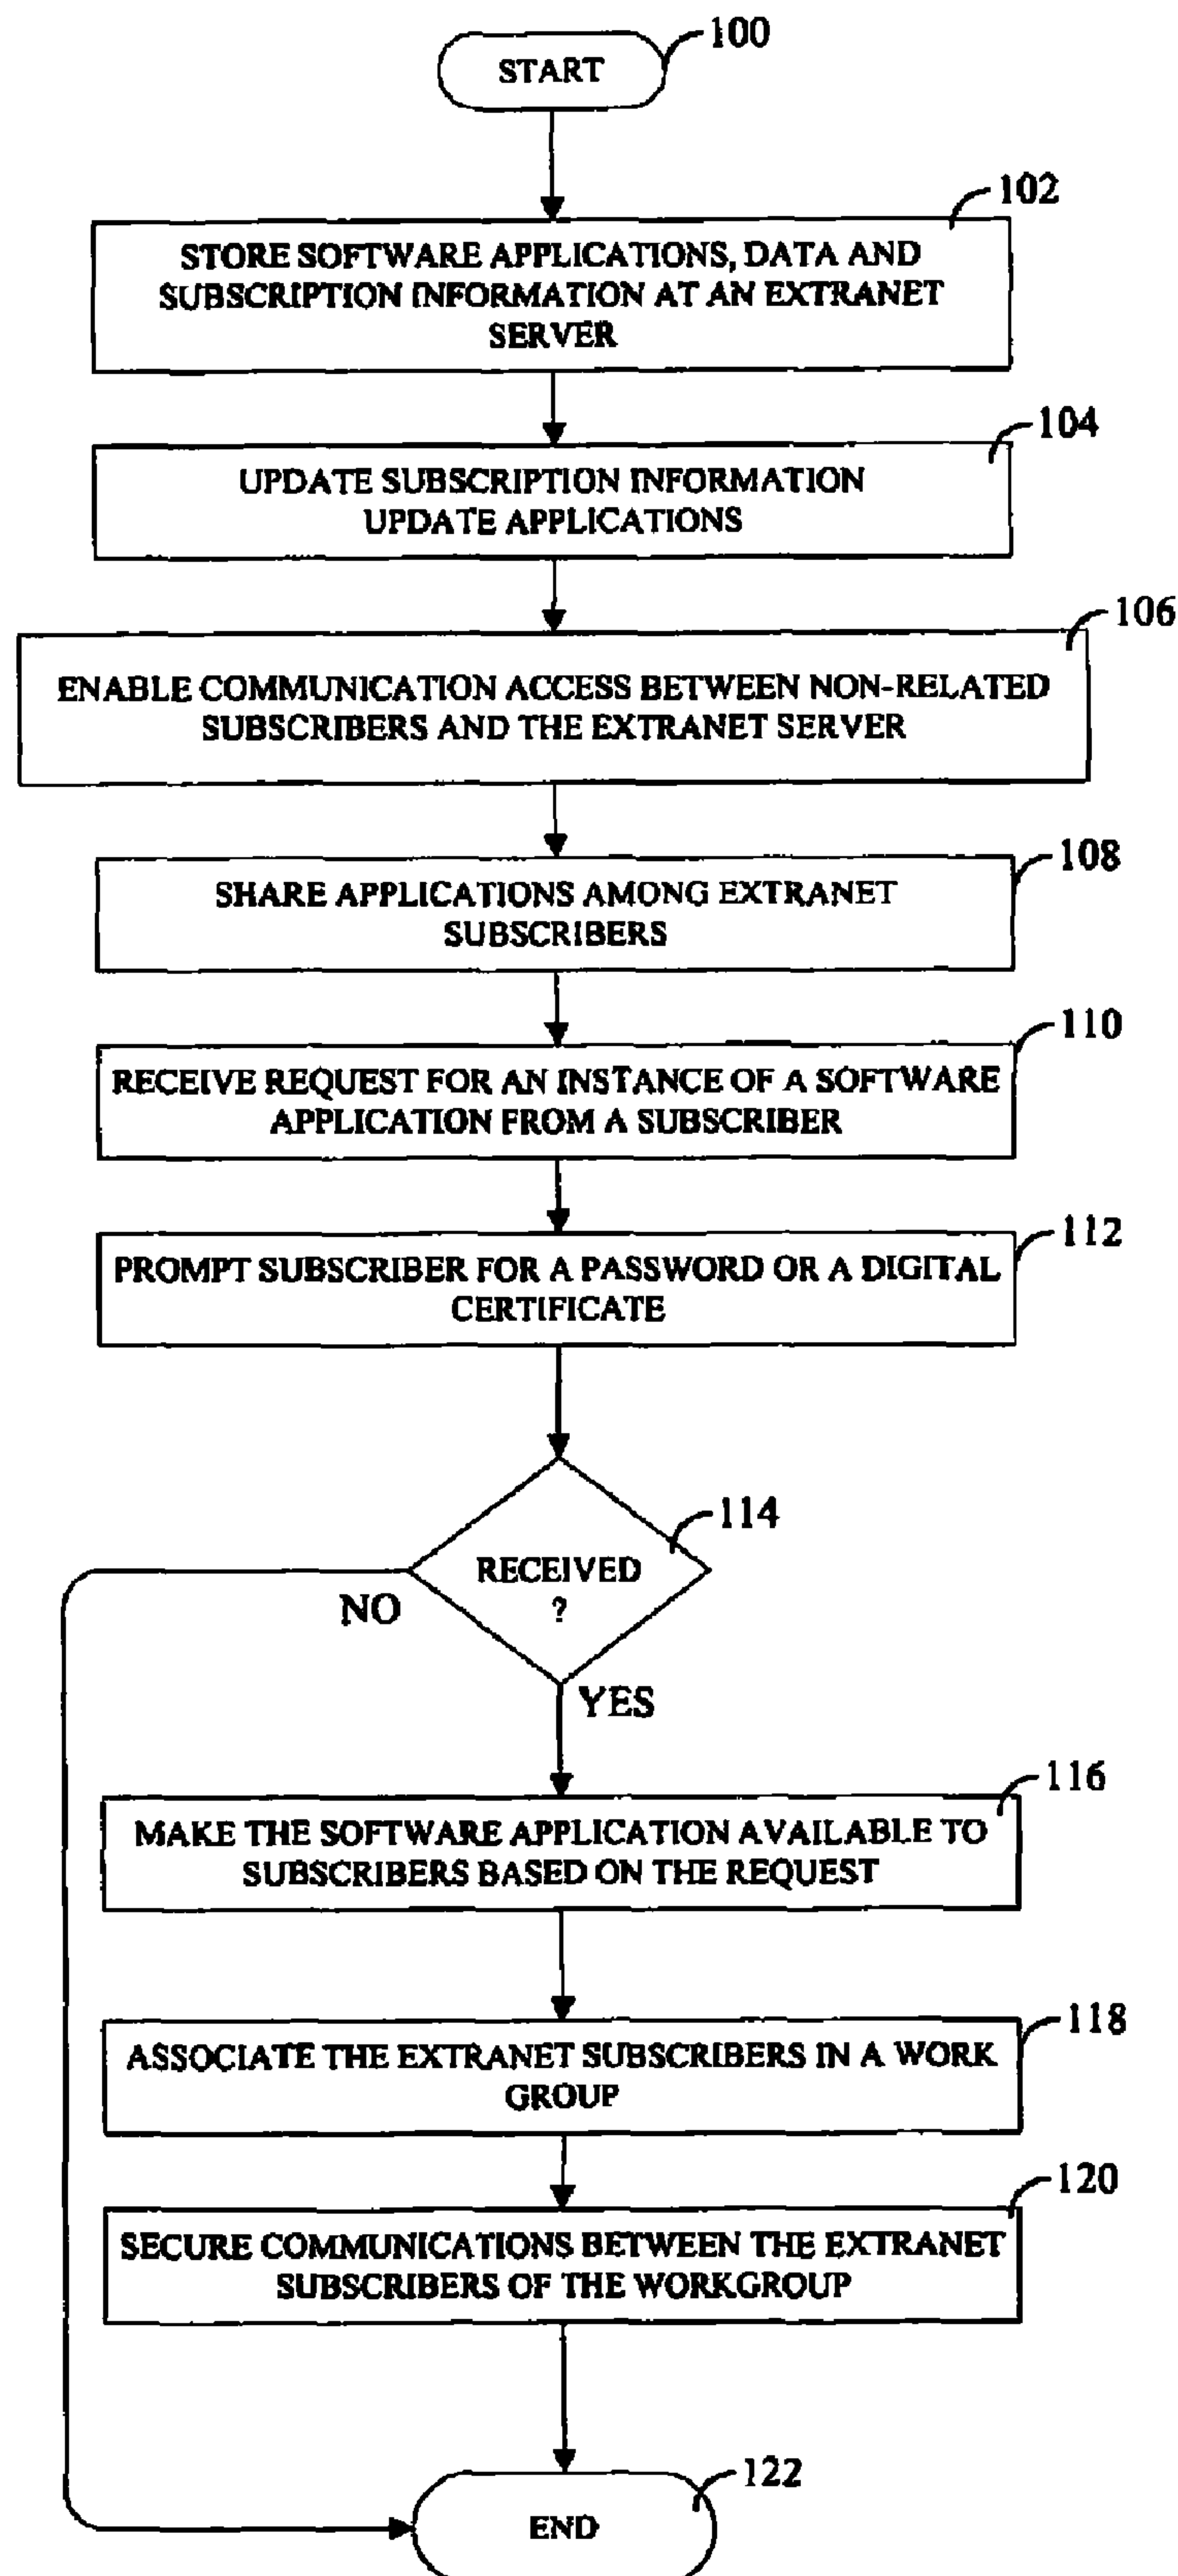 100
START
102
STORE SOFTWARE APPLICATIONS, DATA AND
SUBSCRIPTION INFORMATION AT AN EXTRANET
SERVER
104
UPDATE SUBSCRIPTION INFORMATION
UPDATE APPLICATIONS
106
ENABLE COMMUNICATION ACCESS BETWEEN NON-RELATED
SUBSCRIBERS AND THE EXTRANET SERVER
108
SHARE APPLICATIONS AMONG EXTRANET
SUBSCRIBERS
110
RECEIVE REQUEST FOR AN INSTANCE OF A SOFTWARE
APPLICATION FROM A SUBSCRIBER
112
PROMPT SUBSCRIBER FOR A PASSWORD OR A DIGITAL
CERTIFICATE
114
RECEIVED
?
NO
YES
116
MAKE THE SOFTWARE APPLICATION AVAILABLE TO
SUBSCRIBERS BASED ON THE REQUEST
118
ASSOCIATE THE EXTRANET SUBSCRIBERS IN A WORK
GROUP
120
SECURE COMMUNICATIONS BETWEEN THE EXTRANET
SUBSCRIBERS OF THE WORKGROUP
122
END